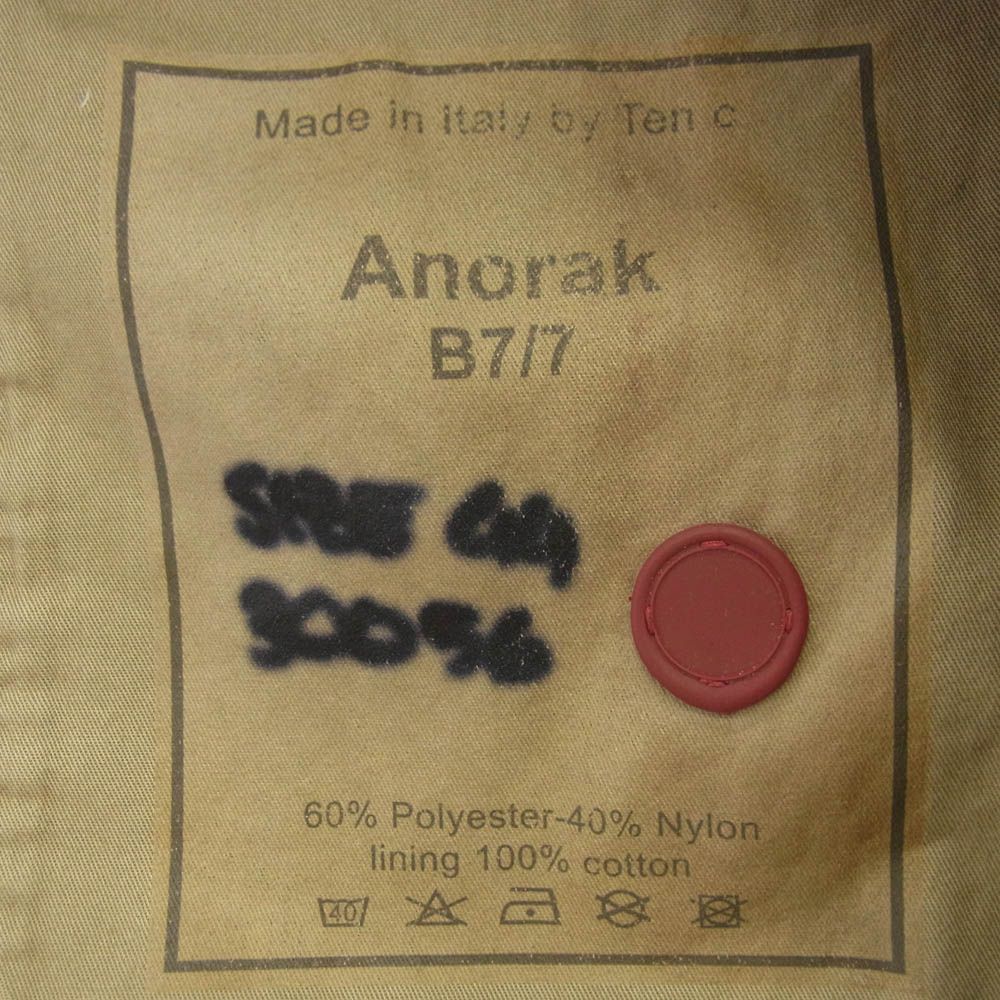 Made in Italy by Ten c
Anorak
B7/7
60% Polyester-40% Nylon
lining 100% cotton
40